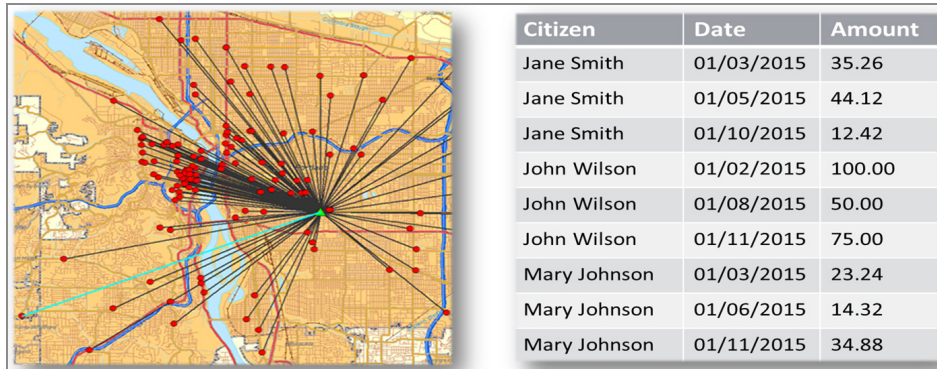 Citizen Date Amount
Jane Smith 01/03/2015 35.26
Jane Smith 01/05/2015 44.12
Jane Smith 01/10/2015 12.42
John Wilson 01/02/2015 100.00
John Wilson 01/08/2015 50.00
John Wilson 01/11/2015 75.00
Mary Johnson 01/03/2015 23.24
Mary Johnson 01/06/2015 14.32
Mary Johnson 01/11/2015 34.88